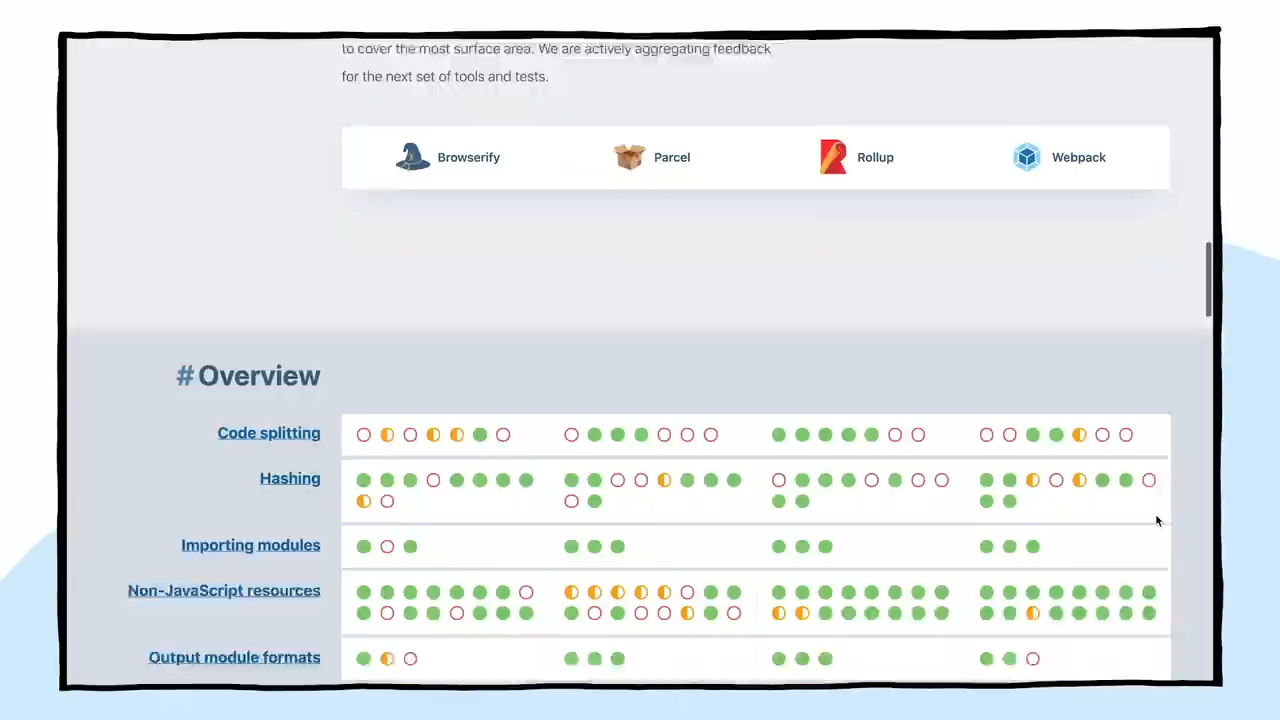 to cover the most surface area. We are actively aggregating feedback
for the next set of tools and tests.
Browserify
Parcel
Rollup
Webpack
# Overview
Code splitting
Hashing
Importing modules
Non-JavaScript resources
Output module formats